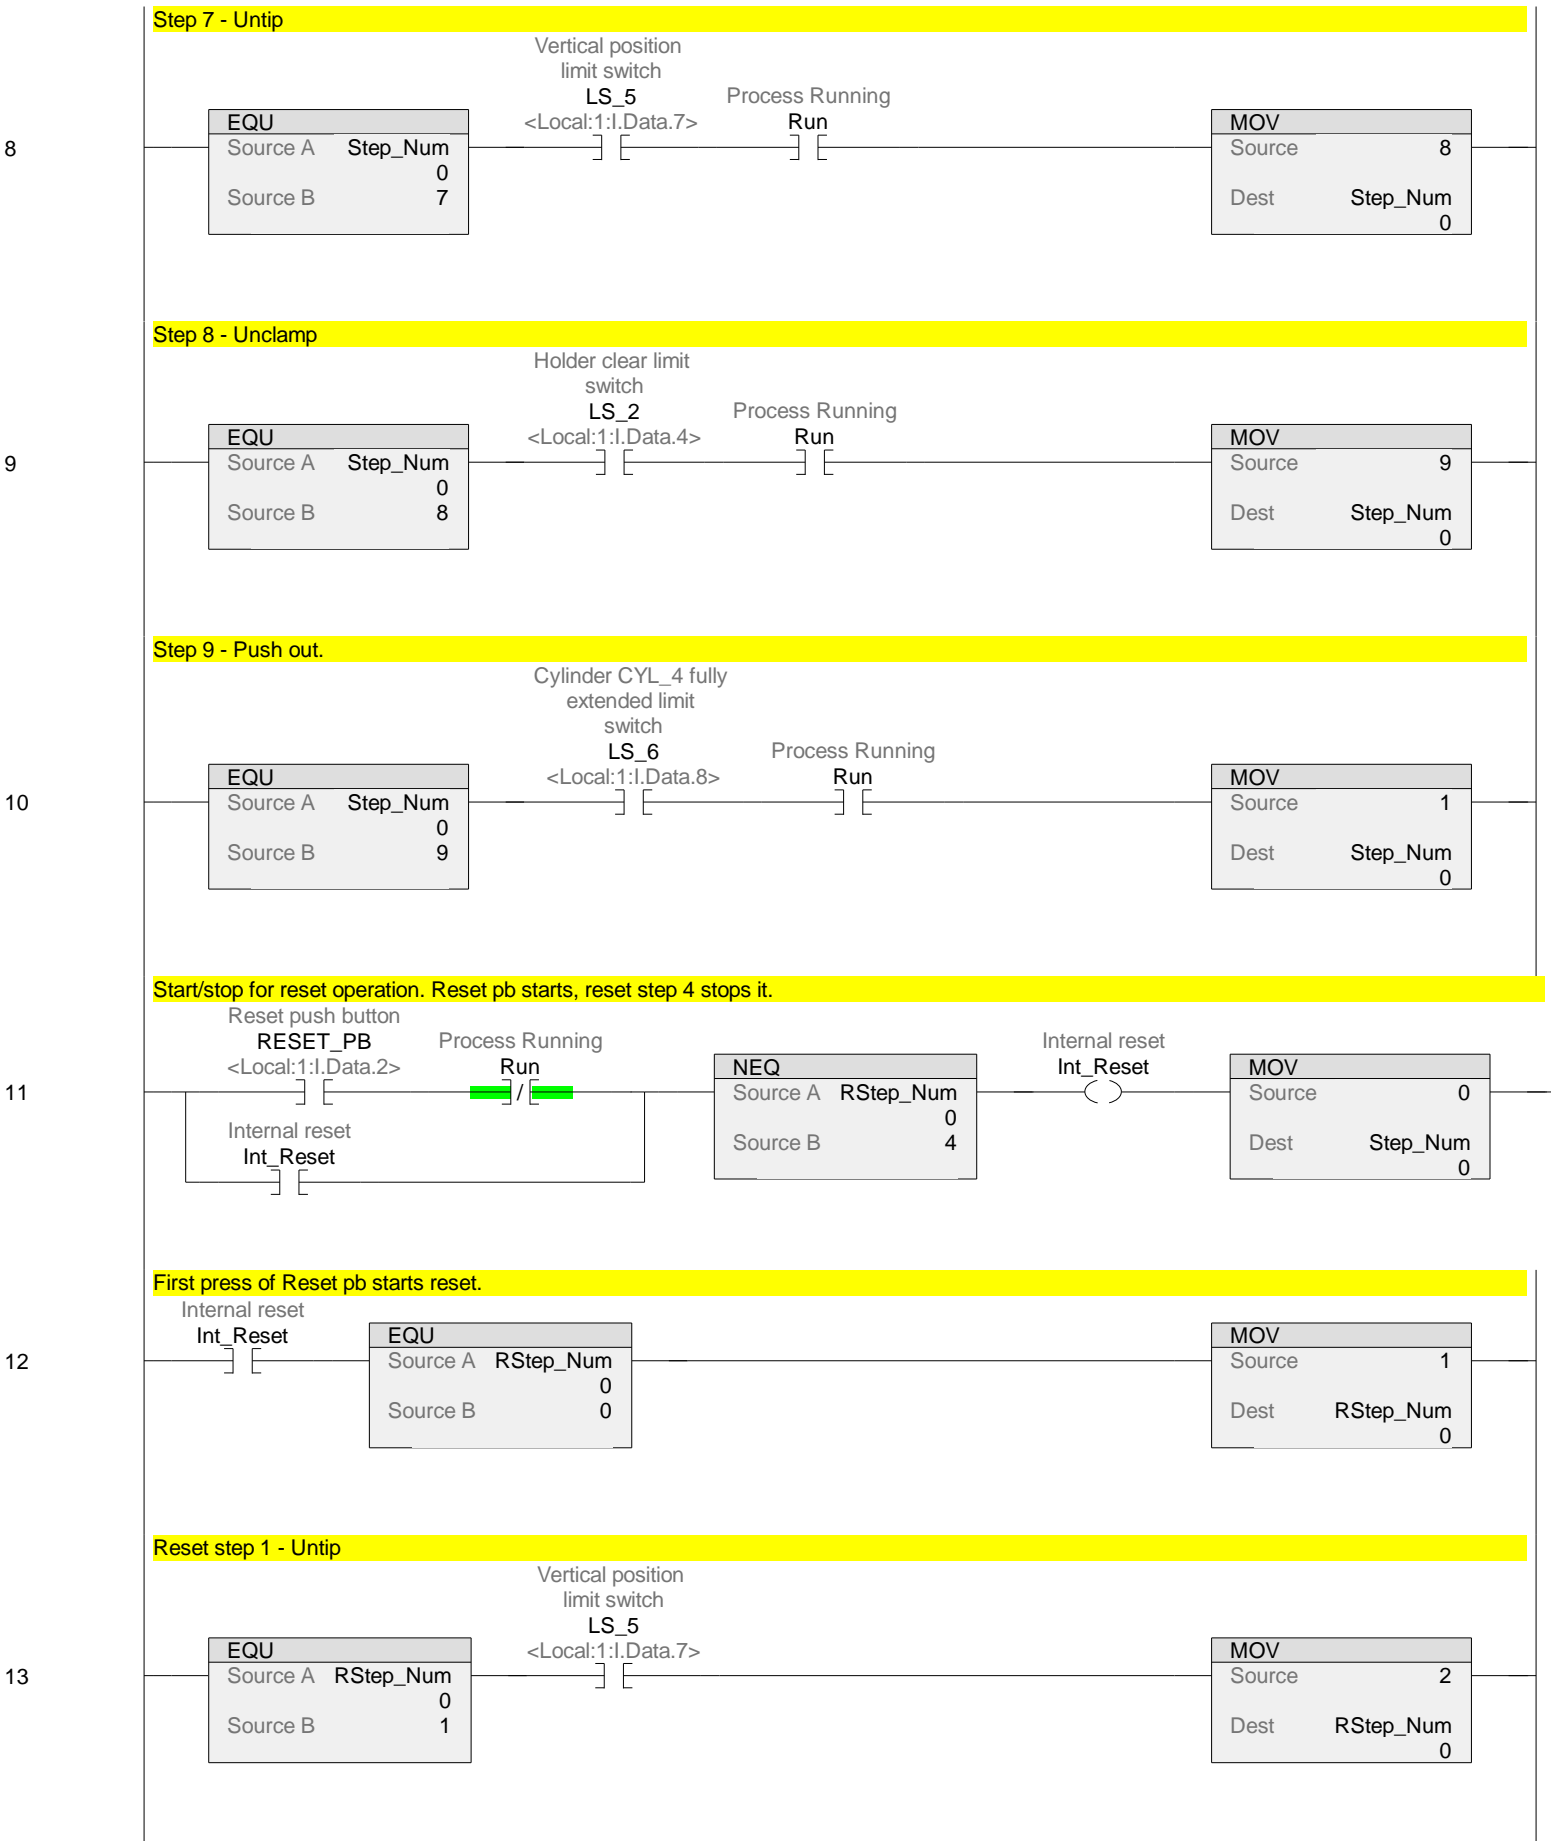 Step 7 - Untip
Vertical position
limit switch
LS_5
<Local:1:I.Data.7>
Process Running
Run
8
EQU
Source A Step_Num
0
Source B 7
MOV
Source 8
Dest Step_Num
0
Step 8 - Unclamp
Holder clear limit
switch
LS_2
<Local:1:I.Data.4>
Process Running
Run
9
EQU
Source A Step_Num
0
Source B 8
MOV
Source 9
Dest Step_Num
0
Step 9 - Push out.
Cylinder CYL_4 fully
extended limit
switch
LS_6
<Local:1:I.Data.8>
Process Running
Run
10
EQU
Source A Step_Num
0
Source B 9
MOV
Source 1
Dest Step_Num
0
Start/stop for reset operation. Reset pb starts, reset step 4 stops it.
Reset push button
RESET_PB
<Local:1:I.Data.2>
Process Running
Run
11
/
Internal reset
Int_Reset
NEQ
Source A RStep_Num
0
Source B 4
Internal reset
Int_Reset
MOV
Source 0
Dest Step_Num
0
First press of Reset pb starts reset.
Internal reset
Int_Reset
12
EQU
Source A RStep_Num
0
Source B 0
MOV
Source 1
Dest RStep_Num
0
Reset step 1 - Untip
Vertical position
limit switch
LS_5
<Local:1:I.Data.7>
13
EQU
Source A RStep_Num
0
Source B 1
MOV
Source 2
Dest RStep_Num
0